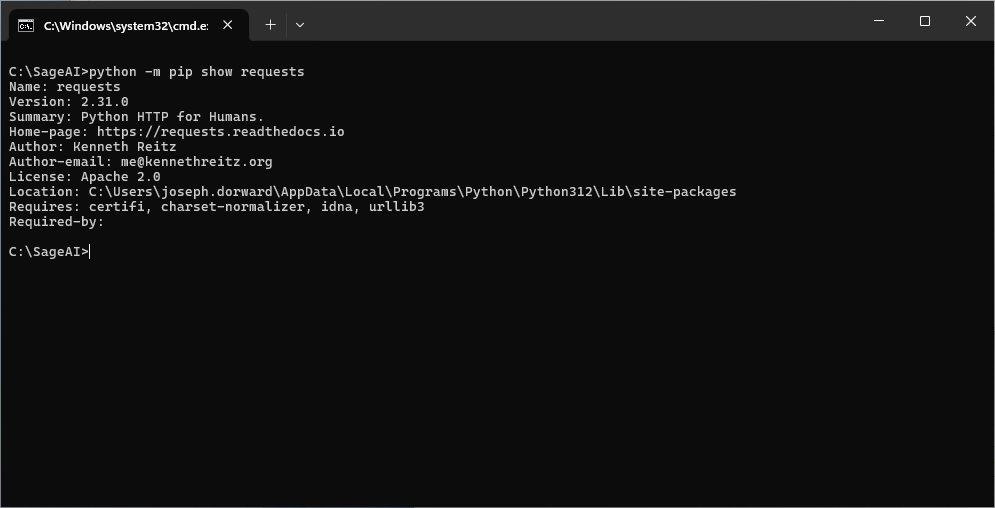 C:\Windows\system32\cmd.e
C:\SageAI>python -m pip show requests
Name: requests
Version: 2.31.0
Summary: Python HTTP for Humans.
Home-page: https://requests.readthedocs.io
Author: Kenneth Reitz
Author-email: me@kennethreitz.org
License: Apache 2.0
Location: C:\Users\joseph.dorward\AppData\Local\Programs\Python\Python312\Lib\site-packages
Requires: certifi, charset-normalizer, idna, urllib3
Required-by:
C:\SageAI>